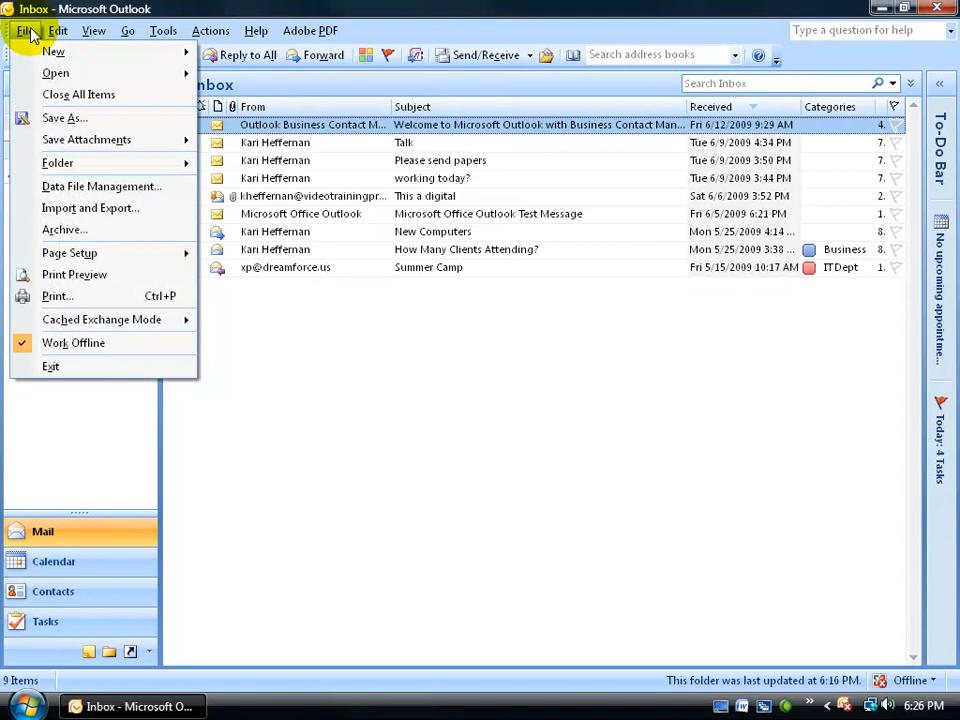 Inbox - Microsoft Outlook
File Edit View Go Tools Actions Help Adobe PDF
Type a question for help
Reply to All Forward Send/Receive Search address books
New
Open
Close All Items
Save As...
Save Attachments
Folder
Data File Management...
Import and Export...
Archive...
Page Setup
Print Preview
Print... Ctrl+P
Cached Exchange Mode
Work Offline
Exit
nbox
Search Inbox
From Subject Received Categories
Outlook Business Contact M... Welcome to Microsoft Outlook with Business Contact Man... Fri 6/12/2009 9:29 AM 4.
Kari Heffernan Talk Tue 6/9/2009 4:34 PM 7.
Kari Heffernan Please send papers Tue 6/9/2009 3:50 PM 7.
Kari Heffernan working today? Tue 6/9/2009 3:44 PM 7.
kheffernan@videotrainingpr... This a digital Sat 6/6/2009 3:52 PM 2.
Microsoft Office Outlook Microsoft Office Outlook Test Message Fri 6/5/2009 6:21 PM 1.
Kari Heffernan New Computers Mon 5/25/2009 4:14 ... 9.
Kari Heffernan How Many Clients Attending? Mon 5/25/2009 3:38 ... Business 8.
xp@dreamforce.us Summer Camp Fri 5/15/2009 10:17 AM ITDept 1.
To-Do Bar
No upcoming appointme...
Today: 4 Tasks
Mail
Calendar
Contacts
Tasks
9 Items
This folder was last updated at 6:16 PM. Offline
Inbox - Microsoft O...
6:26 PM